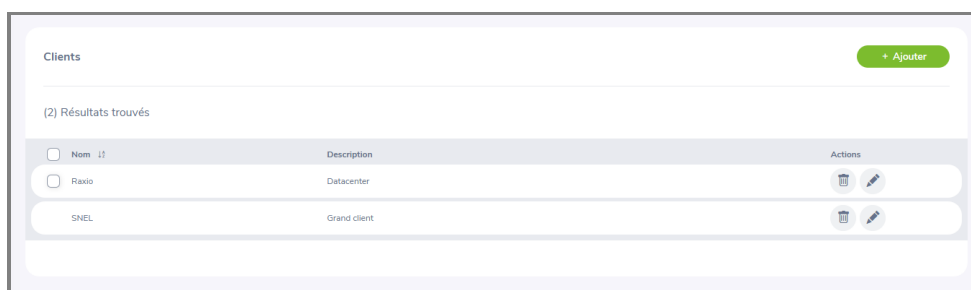 Clients
+ Ajouter
(2) Résultats trouvés
Nom Description Actions
Raxio Datacenter
SNEL Grand client